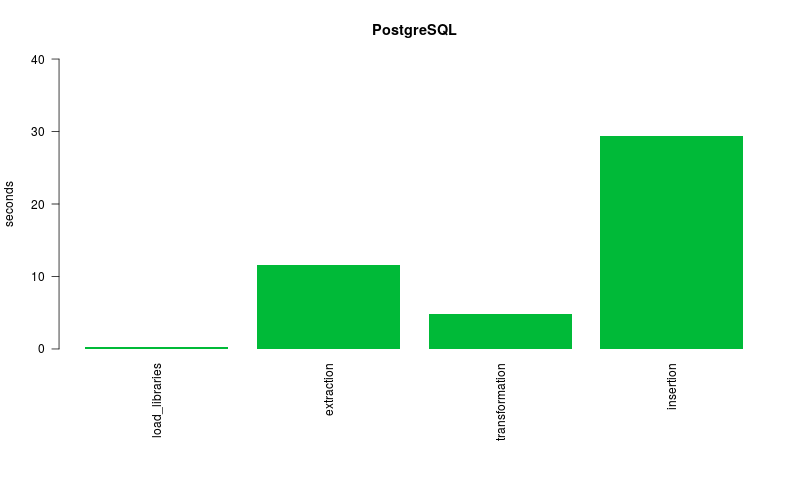 PostgreSQL
seconds
40
30
20
10
0
load_libraries
extraction
transformation
insertion